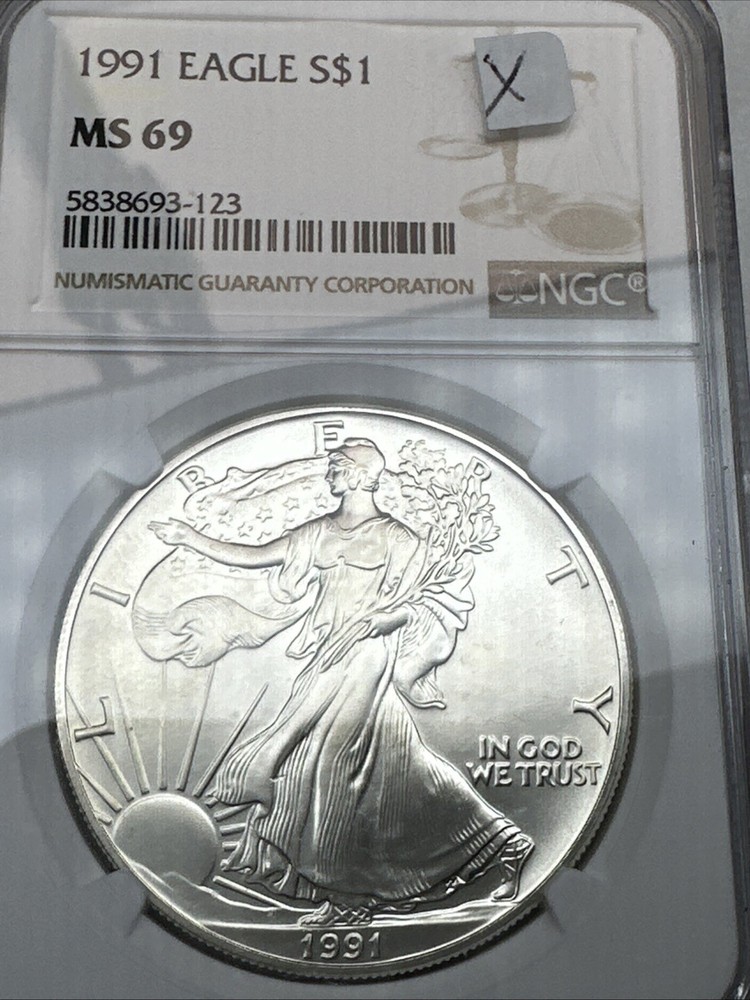 1991 EAGLE S$1
X
MS 69
5838693-123
NUMISMATIC GUARANTY CORPORATION
NGC®
LIBERTY
IN GOD
WE TRUST
1991